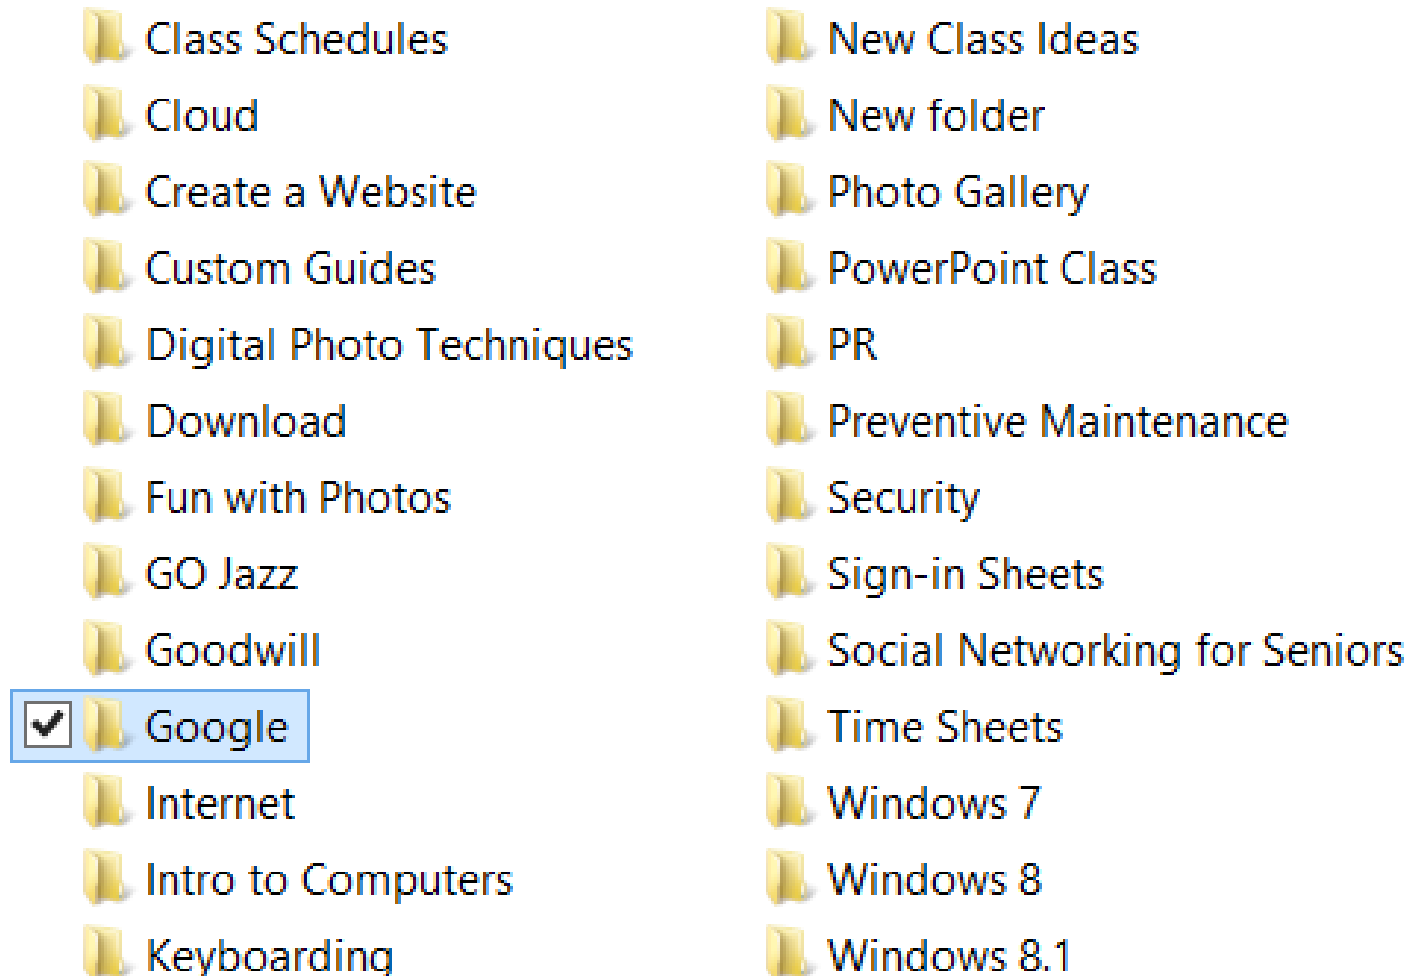 Class Schedules
Cloud
Create a Website
Custom Guides
Digital Photo Techniques
Download
Fun with Photos
GO Jazz
Goodwill
Google
Internet
Intro to Computers
Keyboarding
New Class Ideas
New folder
Photo Gallery
PowerPoint Class
PR
Preventive Maintenance
Security
Sign-in Sheets
Social Networking for Seniors
Time Sheets
Windows 7
Windows 8
Windows 8.1